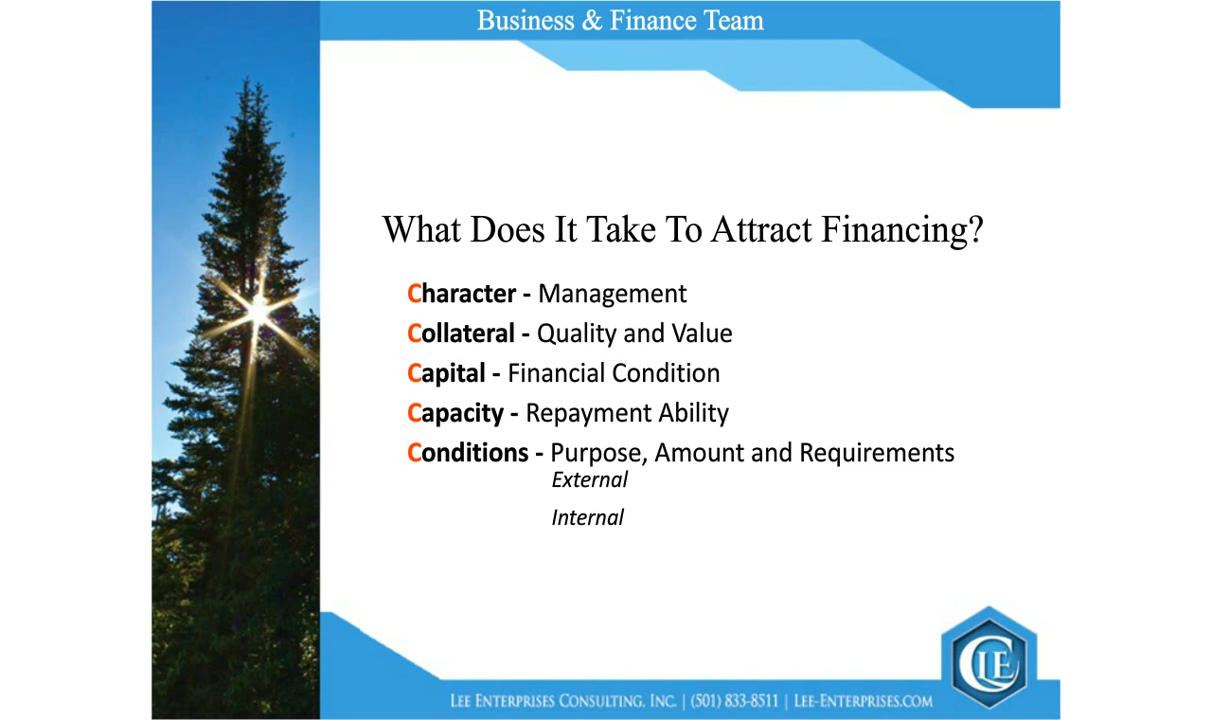 Business & Finance Team
What Does It Take To Attract Financing?
Character - Management
Collateral - Quality and Value
Capital - Financial Condition
Capacity - Repayment Ability
Conditions - Purpose, Amount and Requirements
External
Internal
CLE
LEE ENTERPRISES CONSULTING, INC. | (501) 833-8511 | LEE-ENTERPRISES.COM